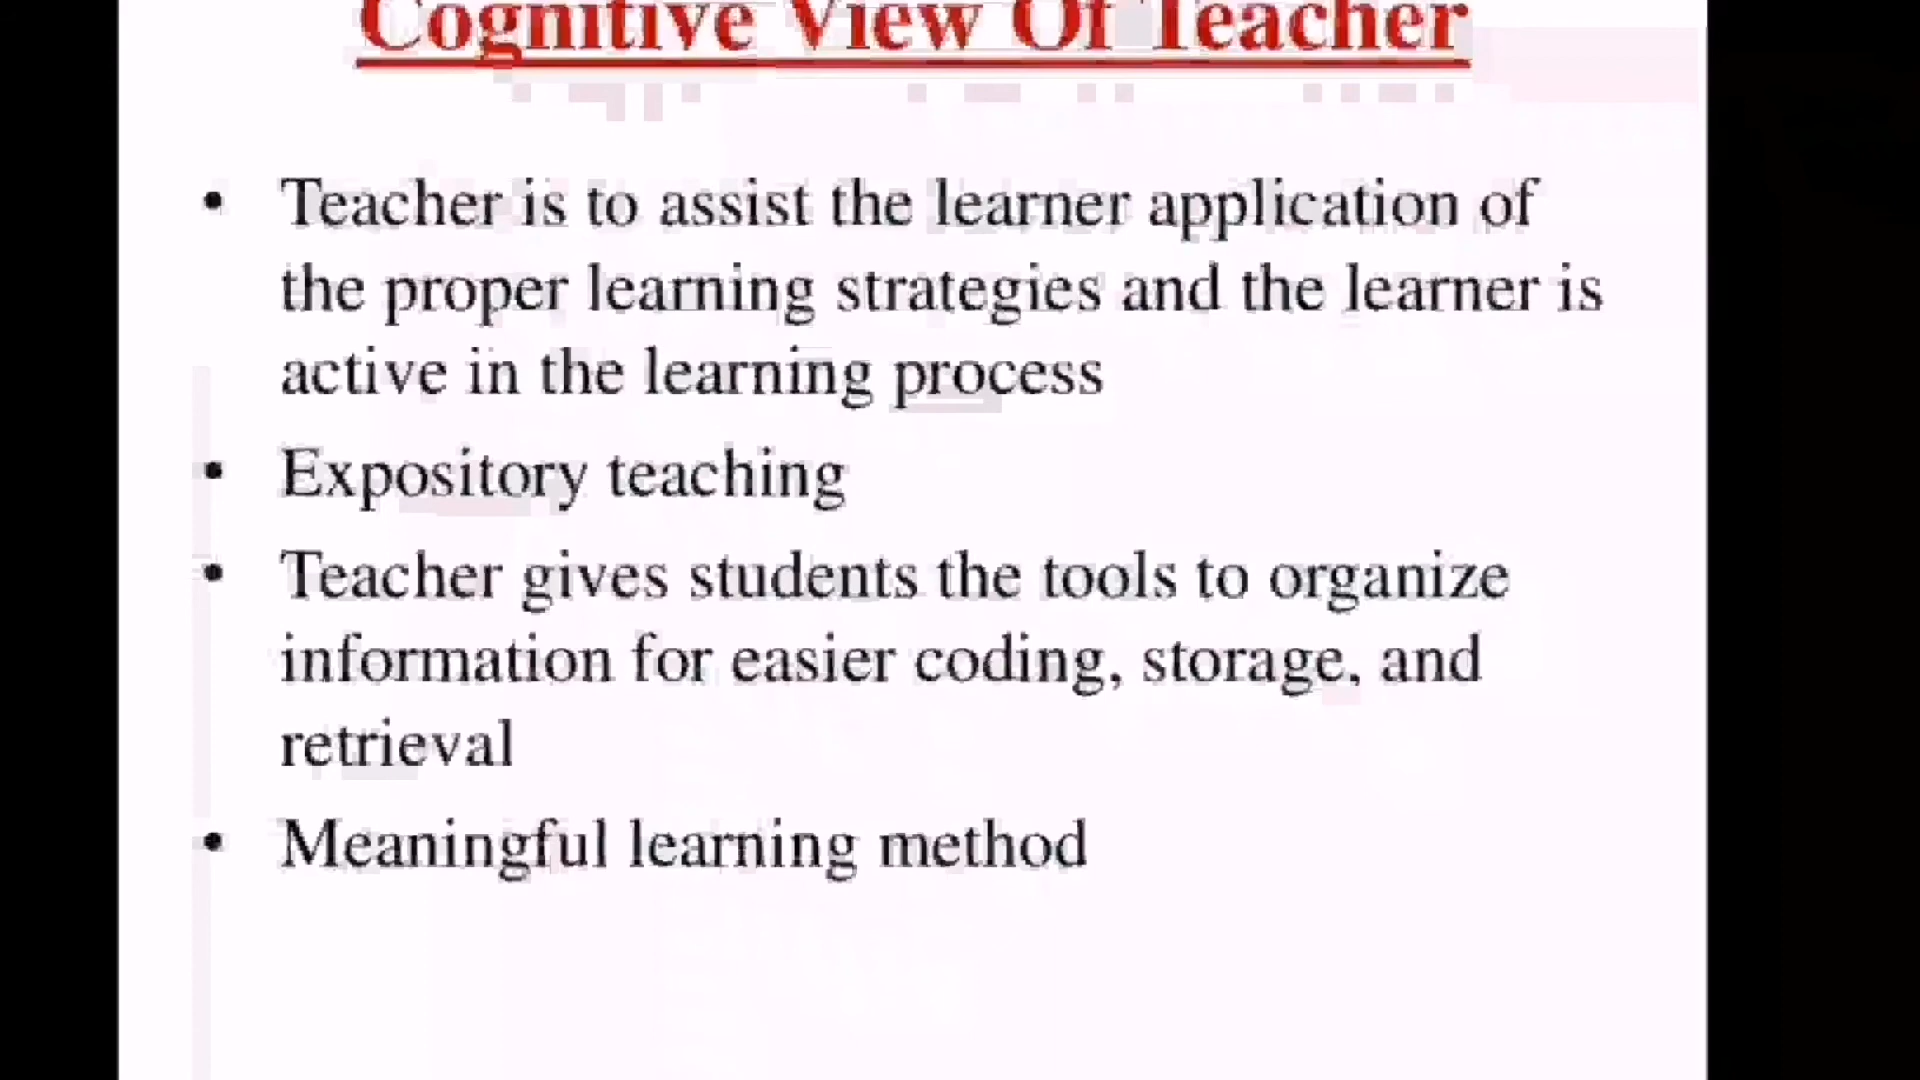 Cognitive View Of Teacher
• Teacher is to assist the learner application of
the proper learning strategies and the learner is
active in the learning process
• Expository teaching
• Teacher gives students the tools to organize
information for easier coding, storage, and
retrieval
• Meaningful learning method